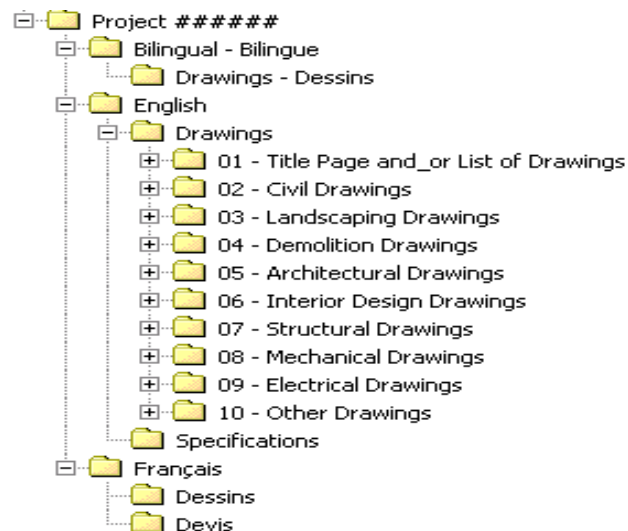 Project ######
Bilingual - Bilingue
Drawings - Dessins
English
Drawings
01 - Title Page and_or List of Drawings
02 - Civil Drawings
03 - Landscaping Drawings
04 - Demolition Drawings
05 - Architectural Drawings
06 - Interior Design Drawings
07 - Structural Drawings
08 - Mechanical Drawings
09 - Electrical Drawings
10 - Other Drawings
Specifications
Français
Dessins
Devis